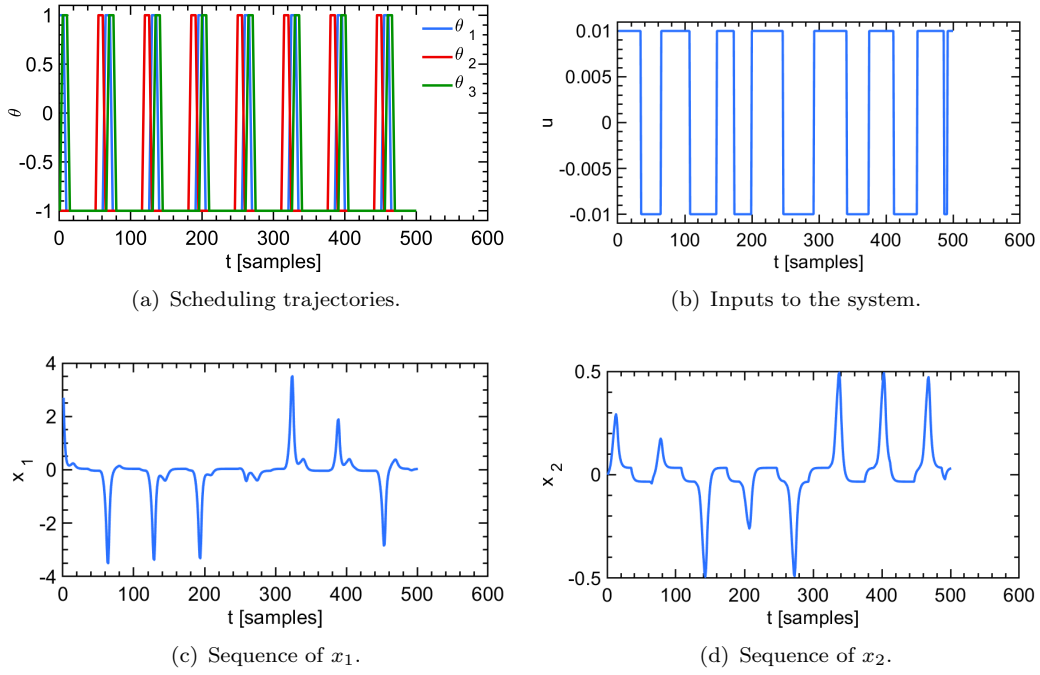 1
0.5
0
-0.5
-1
θ
θ 1
θ 2
θ 3
0 100 200 300 400 500 600
t [samples]
(a) Scheduling trajectories.
0.01
0.005
0
-0.005
-0.01
u
0 100 200 300 400 500 600
t [samples]
(b) Inputs to the system.
4
2
0
-2
-4
x 1
0 100 200 300 400 500 600
t [samples]
(c) Sequence of x1.
0.5
0
-0.5
x 2
0 100 200 300 400 500 600
t [samples]
(d) Sequence of x2.